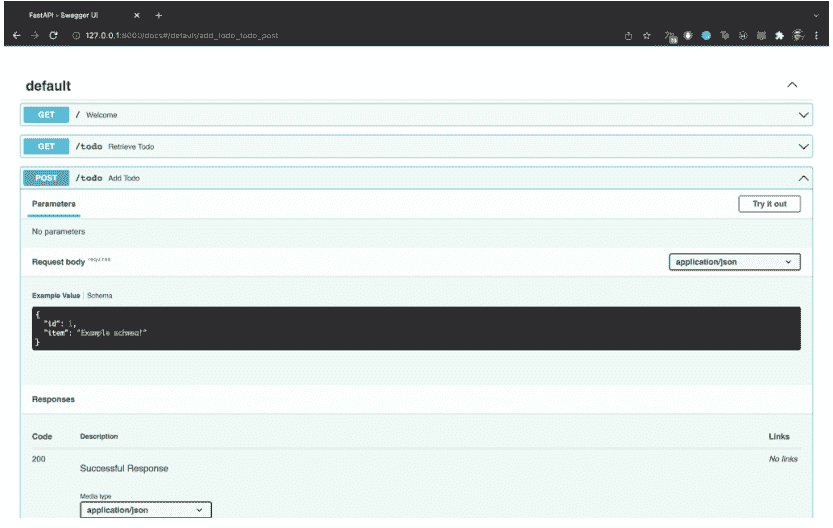 FastAPI - Swagger UI
127.0.0.1:8000/docs#/default/add_todo_todo_post
default
GET / Welcome
GET /todo Retrieve Todo
POST /todo Add Todo
Parameters
Try it out
No parameters
Request body required
application/json
Example Value | Schema
{
"id": 1,
"item": "Example schema!"
}
Responses
Code Description Links
200 Successful Response No links
Media type
application/json